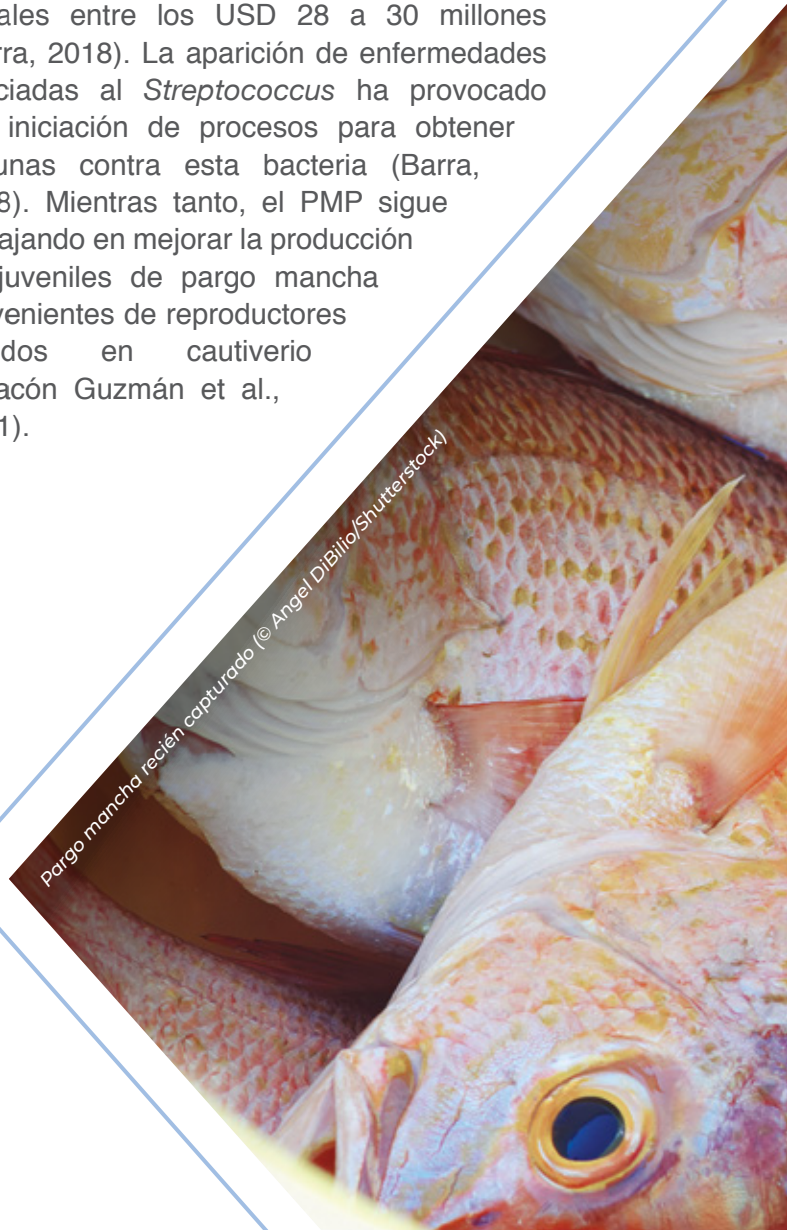 ales entre los USD 28 a 30 millones
rra, 2018). La aparición de enfermedades
ciadas al Streptococcus ha provocado
iniciación de procesos para obtener
unas contra esta bacteria (Barra,
8). Mientras tanto, el PMP sigue
ajando en mejorar la producción
juveniles de pargo mancha
venientes de reproductores
dos en cautiverio
acón Guzmán et al.,
1).
Pargo mancha recién capturado (© Angel DiBilio/Shutterstock)